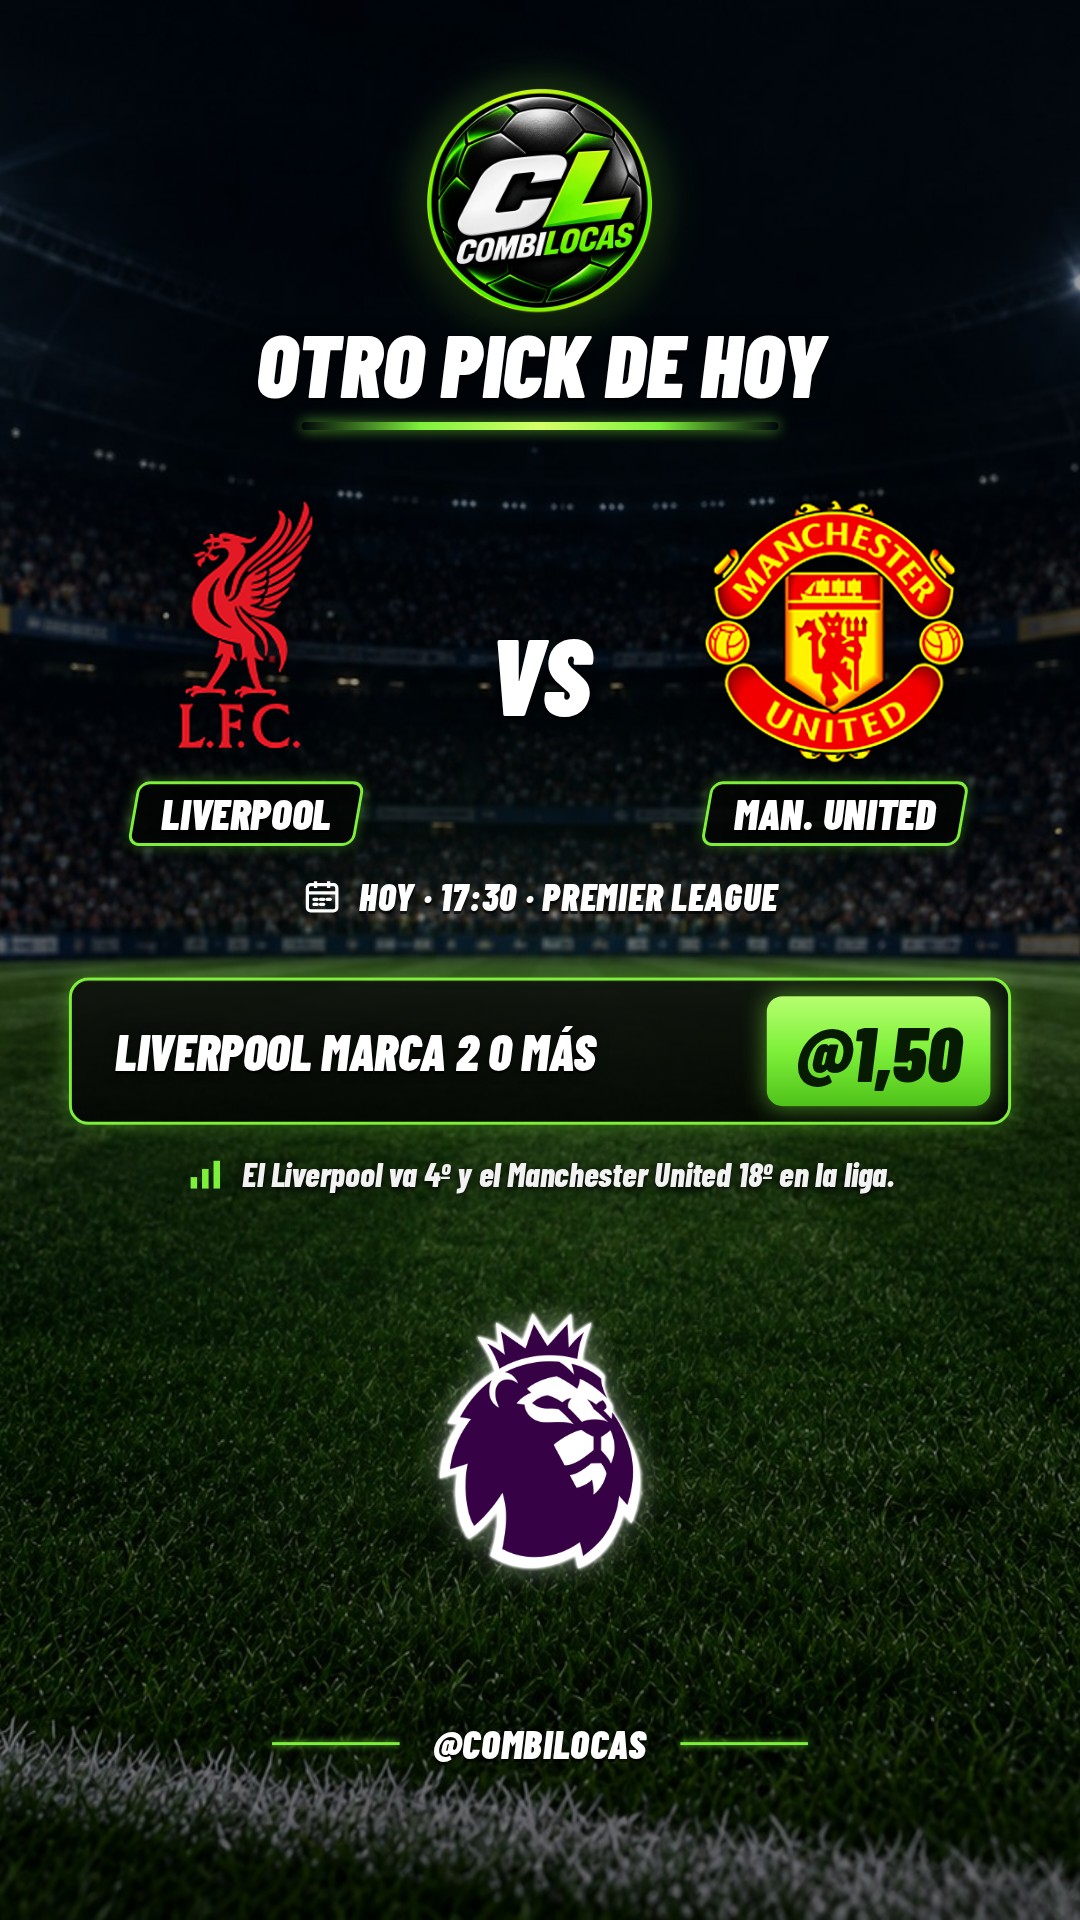 CL
COMBILOCAS
OTRO PICK DE HOY
L.F.C.
MANCHESTER
UNITED
VS
LIVERPOOL
MAN. UNITED
HOY · 17:30 · PREMIER LEAGUE
LIVERPOOL MARCA 2 O MÁS
@1,50
El Liverpool va 4º y el Manchester United 18º en la liga.
@COMBILOCAS